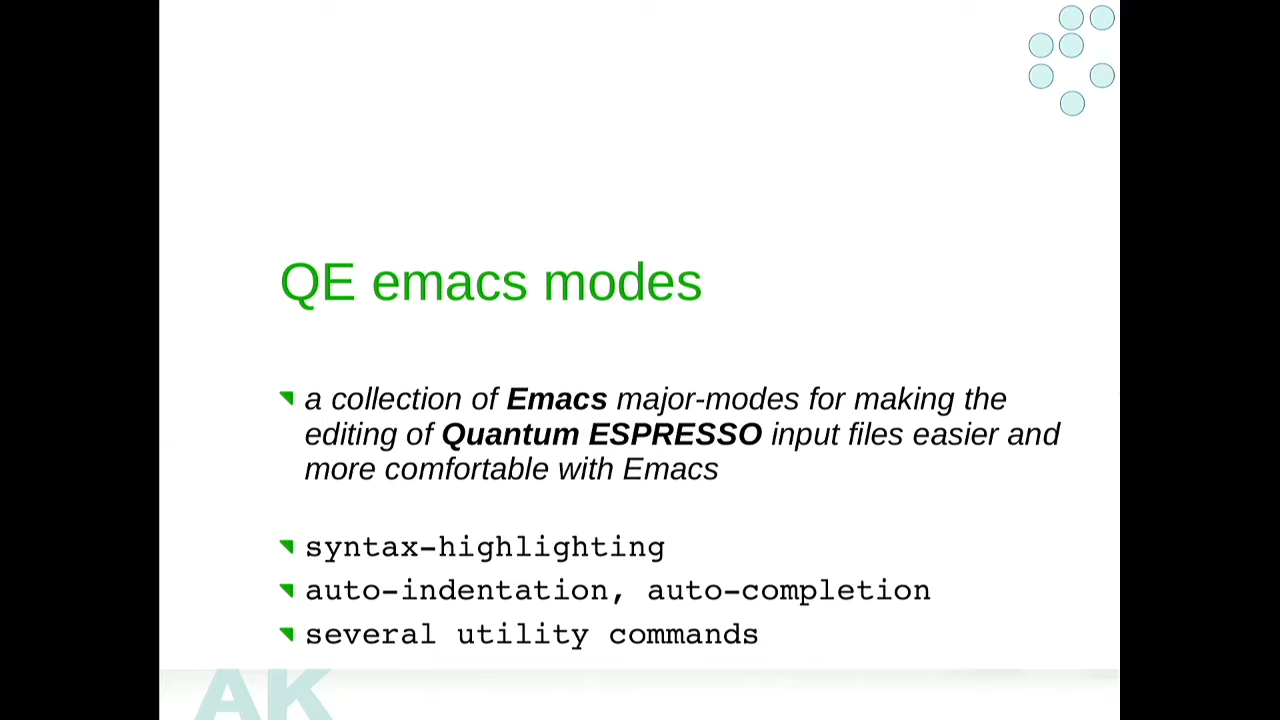 QE emacs modes
a collection of Emacs major-modes for making the
editing of Quantum ESPRESSO input files easier and
more comfortable with Emacs
syntax-highlighting
auto-indentation, auto-completion
several utility commands
AK